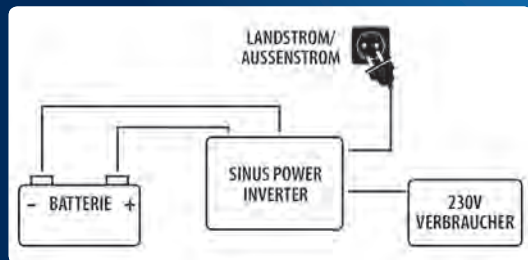 LANDSTROM/
AUSSENSTROM
SINUS POWER
INVERTER
- BATTERIE +
230V
VERBRAUCHER